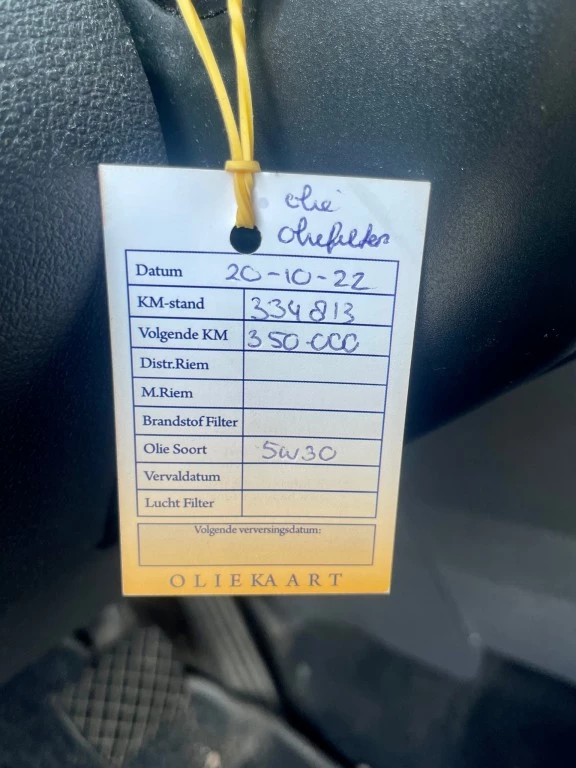 olie
oliefilter
Datum 20-10-22
KM-stand 334813
Volgende KM 350.000
Distr.Riem
M.Riem
Brandstof Filter
Olie Soort 5w30
Vervaldatum
Lucht Filter
Volgende verversingsdatum:
OLIEKAART